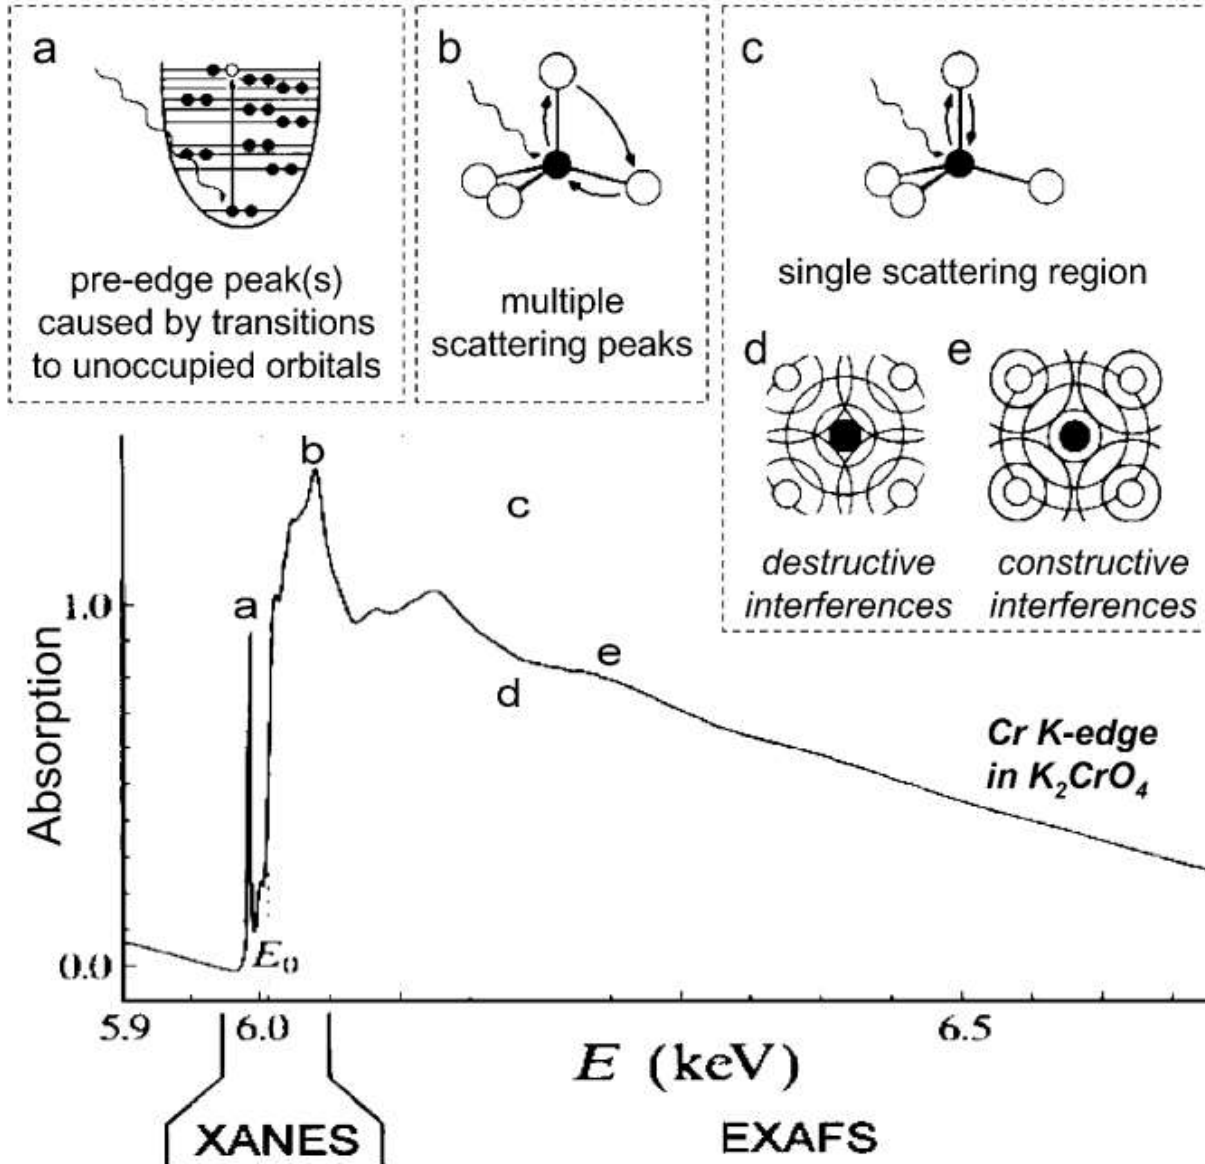 a
pre-edge peak(s)
caused by transitions
to unoccupied orbitals
b
multiple
scattering peaks
c
single scattering region
d
destructive
interferences
e
constructive
interferences
Absorption
1.0
0.0
a
b
c
d
e
E₀
Cr K-edge
in K₂CrO₄
5.9
6.0
6.5
E (keV)
XANES
EXAFS